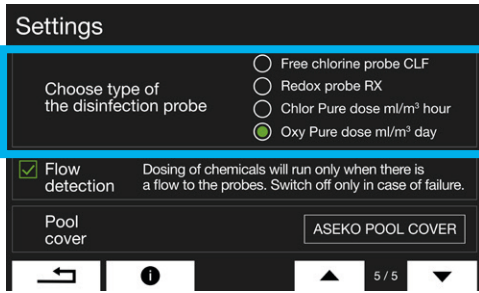 Settings
Choose type of
the disinfection probe
Free chlorine probe CLF
Redox probe RX
Chlor Pure dose ml/m³ hour
Oxy Pure dose ml/m³ day
Flow
detection
Dosing of chemicals will run only when there is
a flow to the probes. Switch off only in case of failure.
Pool
cover
ASEKO POOL COVER
5/5